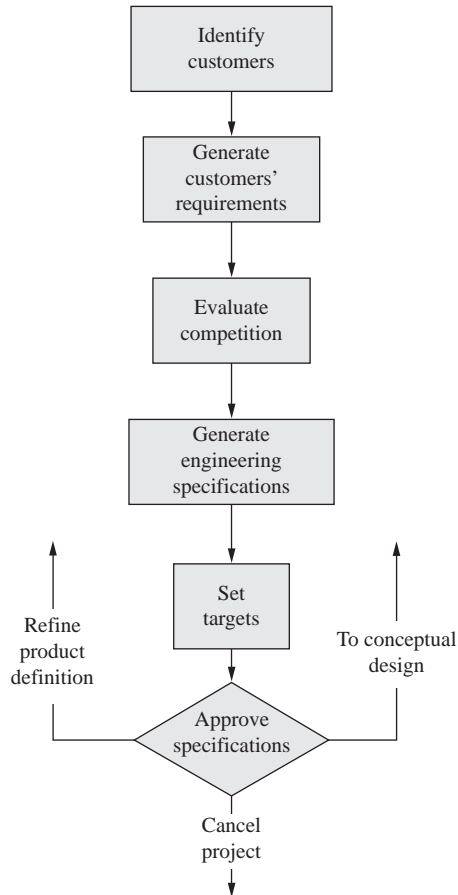 Identify
customers
Generate
customers’
requirements
Evaluate
competition
Generate
engineering
specifications
Set
targets
Refine
product
definition
To conceptual
design
Approve
specifications
Cancel
project